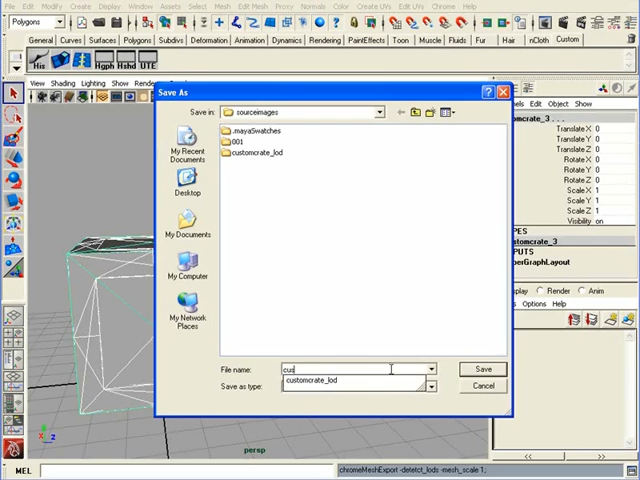 File Edit Modify Create Display Window Assets Select Mesh Edit Mesh Proxy Normals Color Create UVs Edit UVs Chrome Help
Polygons
General Curves Surfaces Polygons Subdivs Deformation Animation Dynamics Rendering PaintEffects Toon Muscle Fluids Fur Hair nCloth Custom
His Hgph Hshd UTE
View Shading Lighting Show
Save As
Save in: sourceimages
.mayaSwatches
001
customcrate_lod
My Recent Documents
Desktop
My Documents
My Computer
My Network Places
File name: cus
customcrate_lod
Save as type:
Save
Cancel
Edit Object Show
Translate X 0
Translate Y 0
Translate Z 0
Rotate X 0
Rotate Y 0
Rotate Z 0
Scale X 1
Scale Y 1
Scale Z 1
Visibility on
Render Anim
Options Help
persp
MEL
chromeMeshExport -detetct_lods -mesh_scale 1;